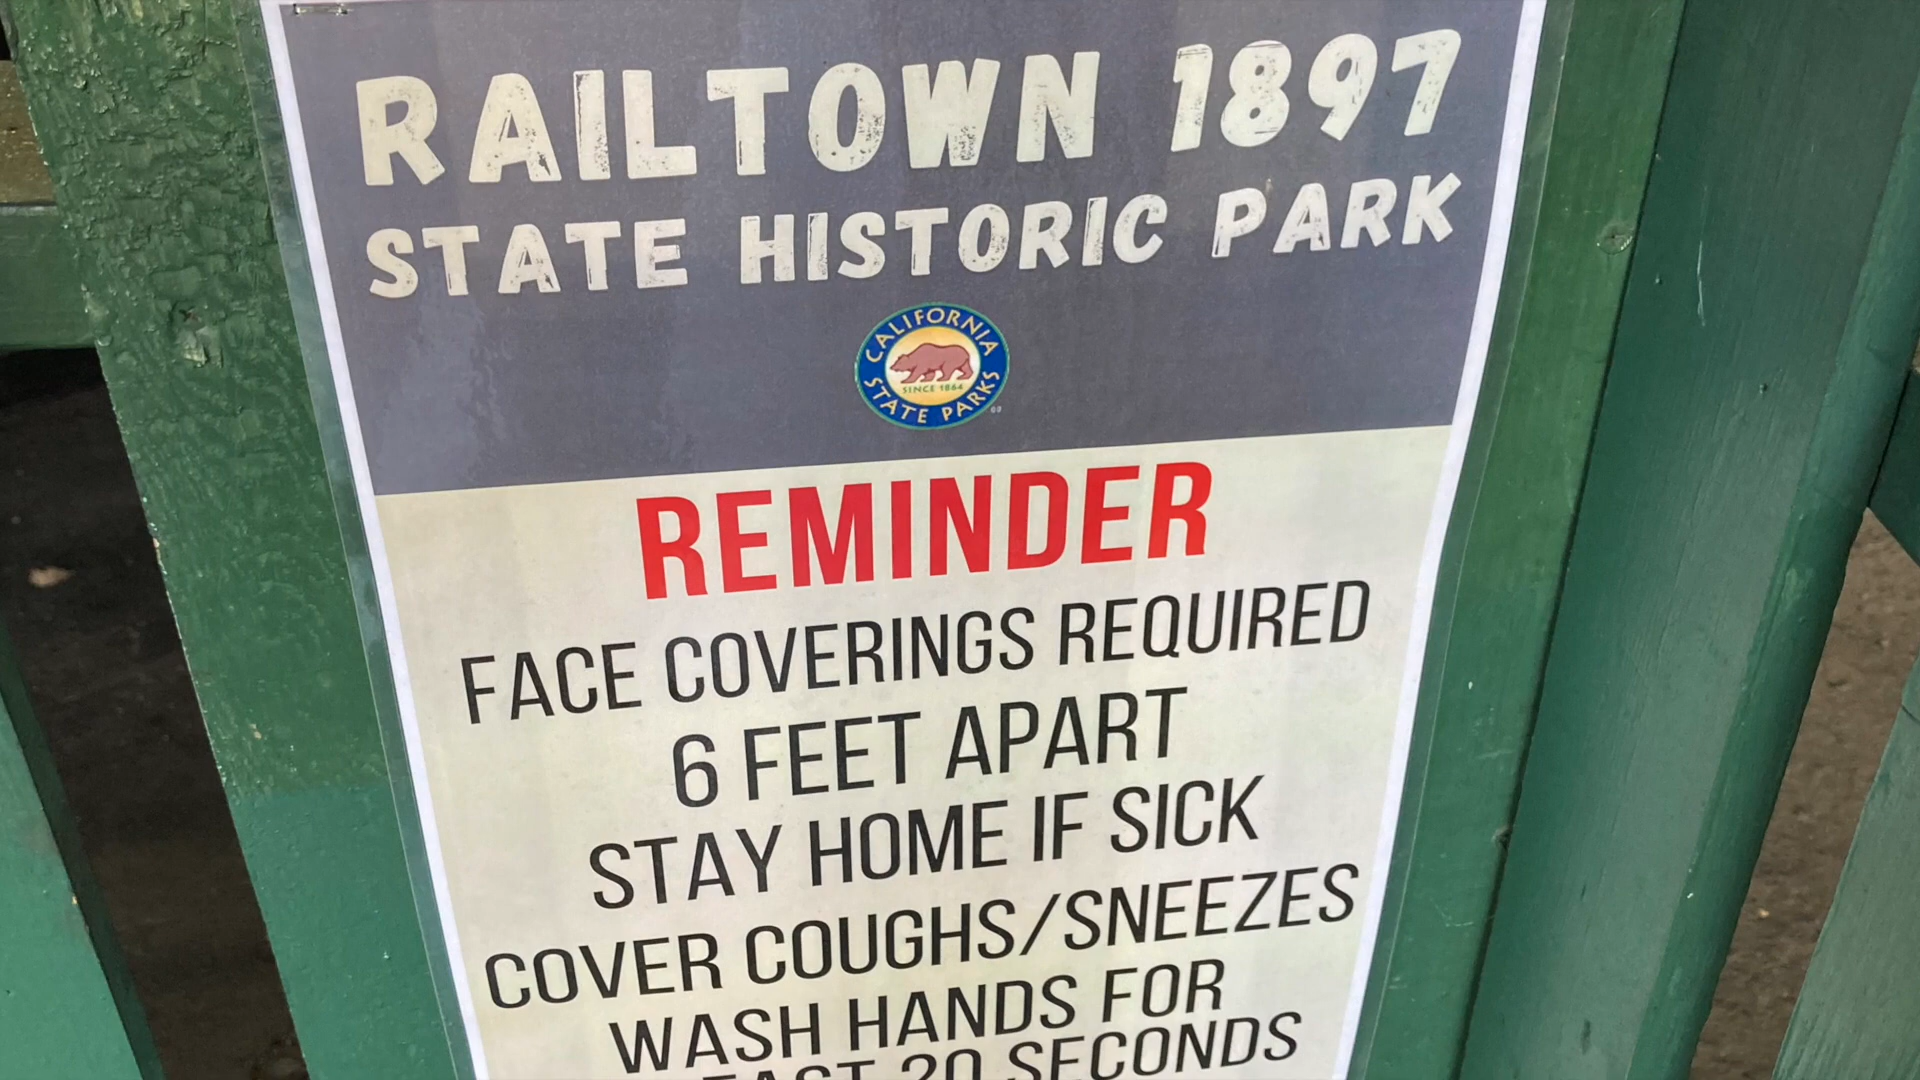 RAILTOWN 1897
STATE HISTORIC PARK
CALIFORNIA
SINCE 1864
STATE PARKS
REMINDER
FACE COVERINGS REQUIRED
6 FEET APART
STAY HOME IF SICK
COVER COUGHS/SNEEZES
WASH HANDS FOR
20 SECONDS